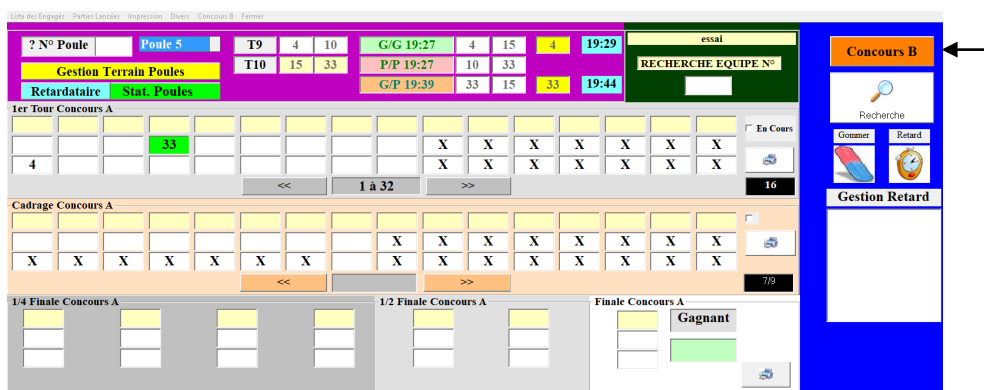 Liste des Engagés Parties Lancées Impression Divers Concours B Fermer
? N° Poule Poule 5 T9 4 10 G/G 19:27 4 15 4 19:29 essai Concours B
T10 15 33 P/P 19:27 10 33 RECHERCHE EQUIPE N°
Gestion Terrain Poules
G/P 19:39 33 15 33 19:44
Retardataire Stat. Poules
Recherche
1er Tour Concours A
En Cours
Gommer Retard
33 X X X X X X X
4 X X X X X X X
<< 1 à 32 >> 16
Gestion Retard
Cadrage Concours A
X X X X X X X X
X X X X X X X X X X X X X X X
<< >> 7/9
1/4 Finale Concours A 1/2 Finale Concours A Finale Concours A
Gagnant